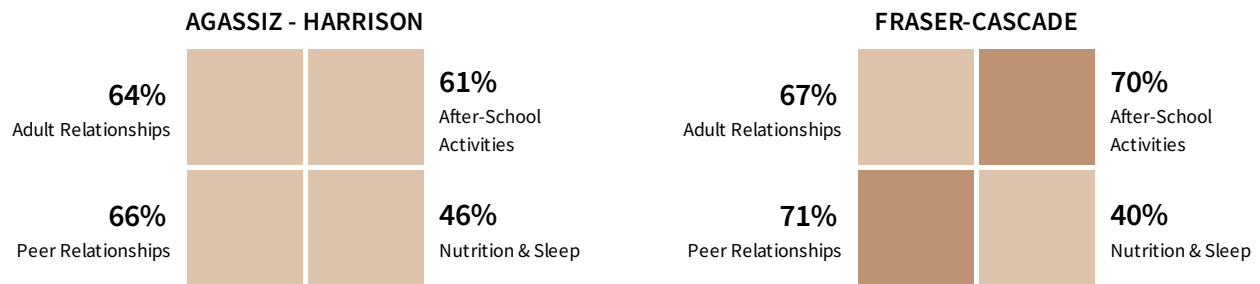 AGASSIZ - HARRISON
64%
Adult Relationships
61%
After-School
Activities
66%
Peer Relationships
46%
Nutrition & Sleep
FRASER-CASCADE
67%
Adult Relationships
70%
After-School
Activities
71%
Peer Relationships
40%
Nutrition & Sleep